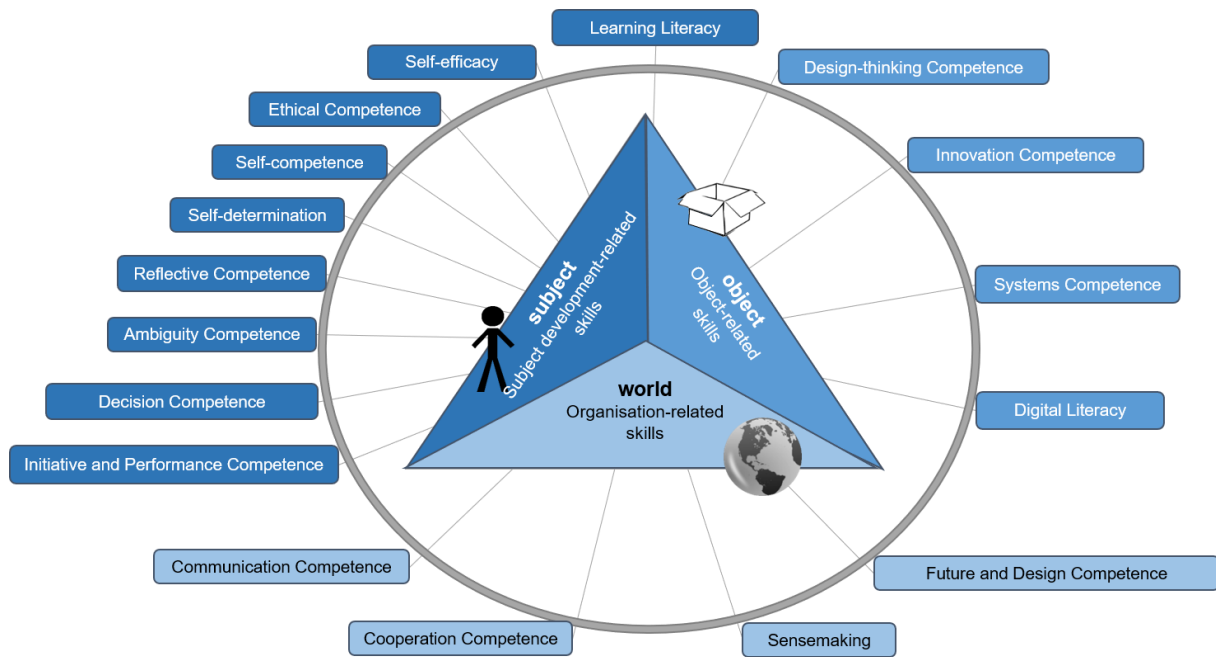 Learning Literacy
Self-efficacy
Design-thinking Competence
Ethical Competence
Innovation Competence
Self-competence
Self-determination
Reflective Competence
Systems Competence
Ambiguity Competence
Decision Competence
Digital Literacy
Initiative and Performance Competence
subject
Subject development-related
skills
object
Object-related
skills
world
Organisation-related
skills
Communication Competence
Future and Design Competence
Cooperation Competence
Sensemaking